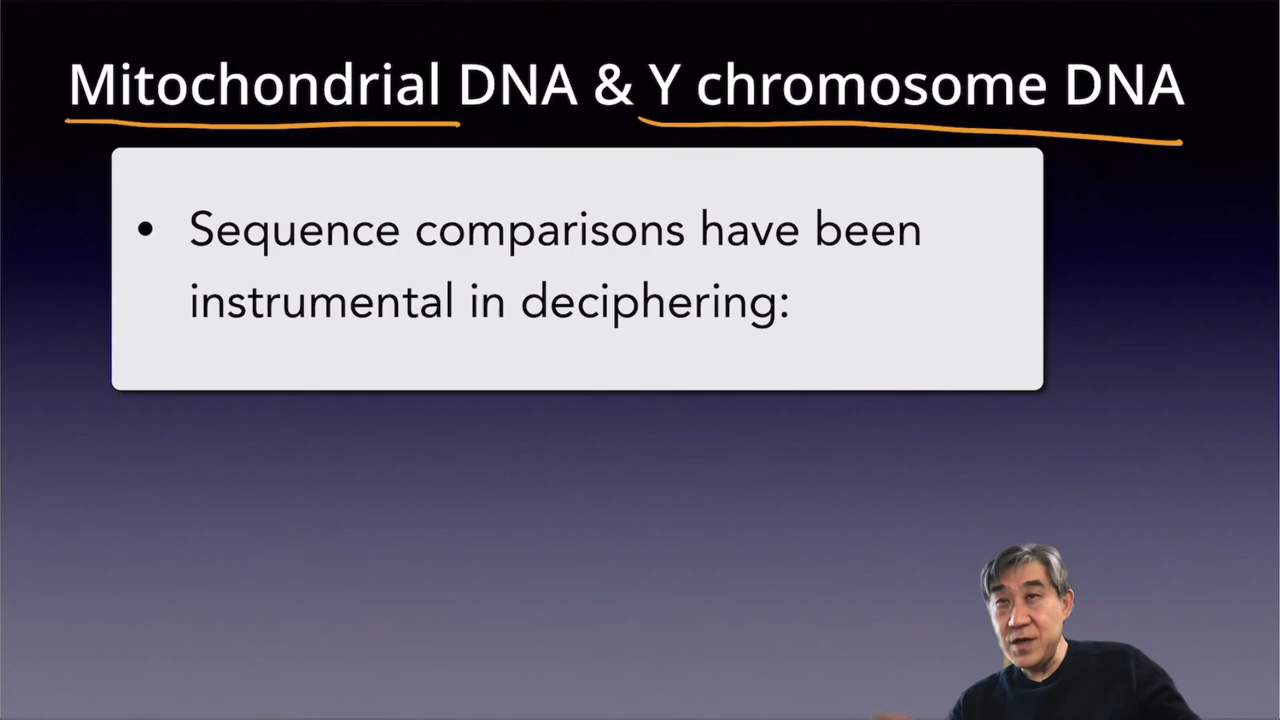 Mitochondrial DNA & Y chromosome DNA
• Sequence comparisons have been
instrumental in deciphering: